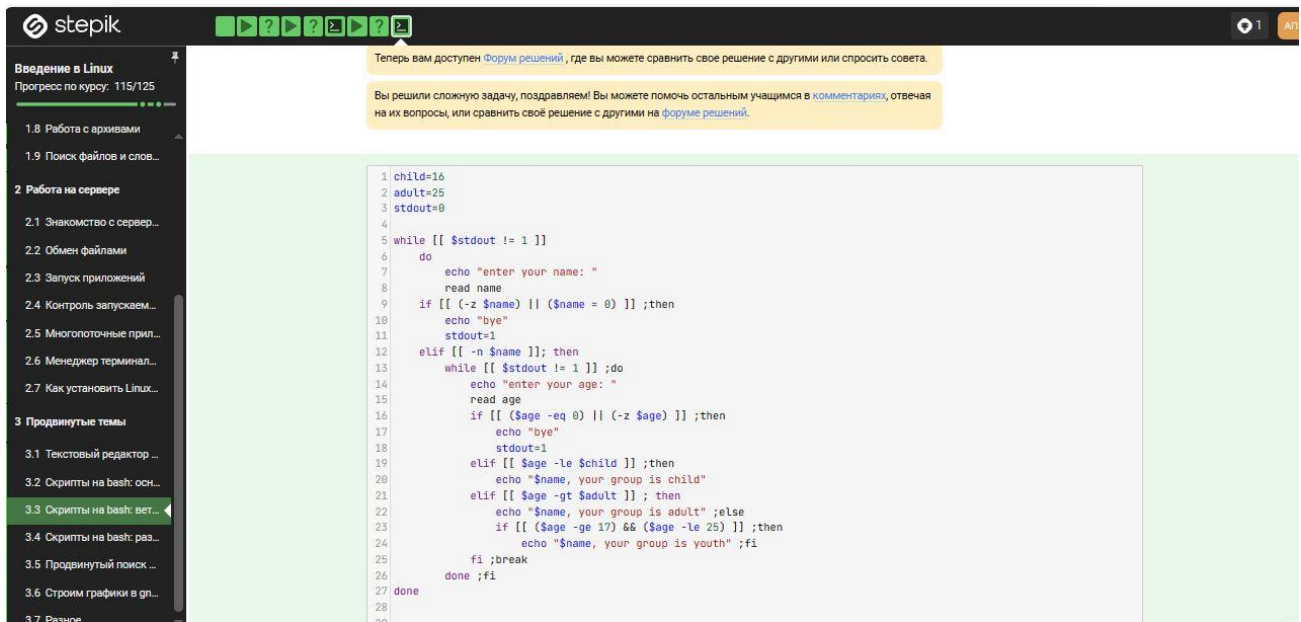 stepik
1
АП
Введение в Linux
Прогресс по курсу: 115/125
1.8 Работа с архивами
1.9 Поиск файлов и слов...
2 Работа на сервере
2.1 Знакомство с сервер...
2.2 Обмен файлами
2.3 Запуск приложений
2.4 Контроль запускаем...
2.5 Многопоточные прил...
2.6 Менеджер терминал...
2.7 Как установить Linux...
3 Продвинутые темы
3.1 Текстовый редактор ...
3.2 Скрипты на bash: осн...
3.3 Скрипты на bash: вет...
3.4 Скрипты на bash: раз...
3.5 Продвинутый поиск ...
3.6 Строим графики в gn...
3.7 Разное
Теперь вам доступен Форум решений , где вы можете сравнить свое решение с другими или спросить совета.
Вы решили сложную задачу, поздравляем! Вы можете помочь остальным учащимся в комментариях, отвечая
на их вопросы, или сравнить своё решение с другими на форуме решений.
1 child=16
2 adult=25
3 stdout=0
4
5 while [[ $stdout != 1 ]]
6 do
7 echo "enter your name: "
8 read name
9 if [[ (-z $name) || ($name = 0) ]] ;then
10 echo "bye"
11 stdout=1
12 elif [[ -n $name ]]; then
13 while [[ $stdout != 1 ]] ;do
14 echo "enter your age: "
15 read age
16 if [[ ($age -eq 0) || (-z $age) ]] ;then
17 echo "bye"
18 stdout=1
19 elif [[ $age -le $child ]] ;then
20 echo "$name, your group is child"
21 elif [[ $age -gt $adult ]] ; then
22 echo "$name, your group is adult" ;else
23 if [[ ($age -ge 17) && ($age -le 25) ]] ;then
24 echo "$name, your group is youth" ;fi
25 fi ;break
26 done ;fi
27 done
28